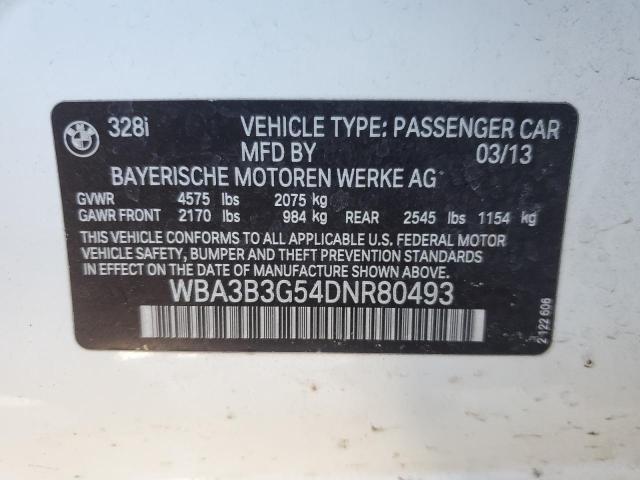 328i VEHICLE TYPE: PASSENGER CAR
MFD BY 03/13
BAYERISCHE MOTOREN WERKE AG
GVWR 4575 lbs 2075 kg
GAWR FRONT 2170 lbs 984 kg REAR 2545 lbs 1154 kg
THIS VEHICLE CONFORMS TO ALL APPLICABLE U.S. FEDERAL MOTOR
VEHICLE SAFETY, BUMPER AND THEFT PREVENTION STANDARDS IN
EFFECT ON THE DATE OF MANUFACTURE SHOWN ABOVE.
WBA3B3G54DNR80493
2 122 606